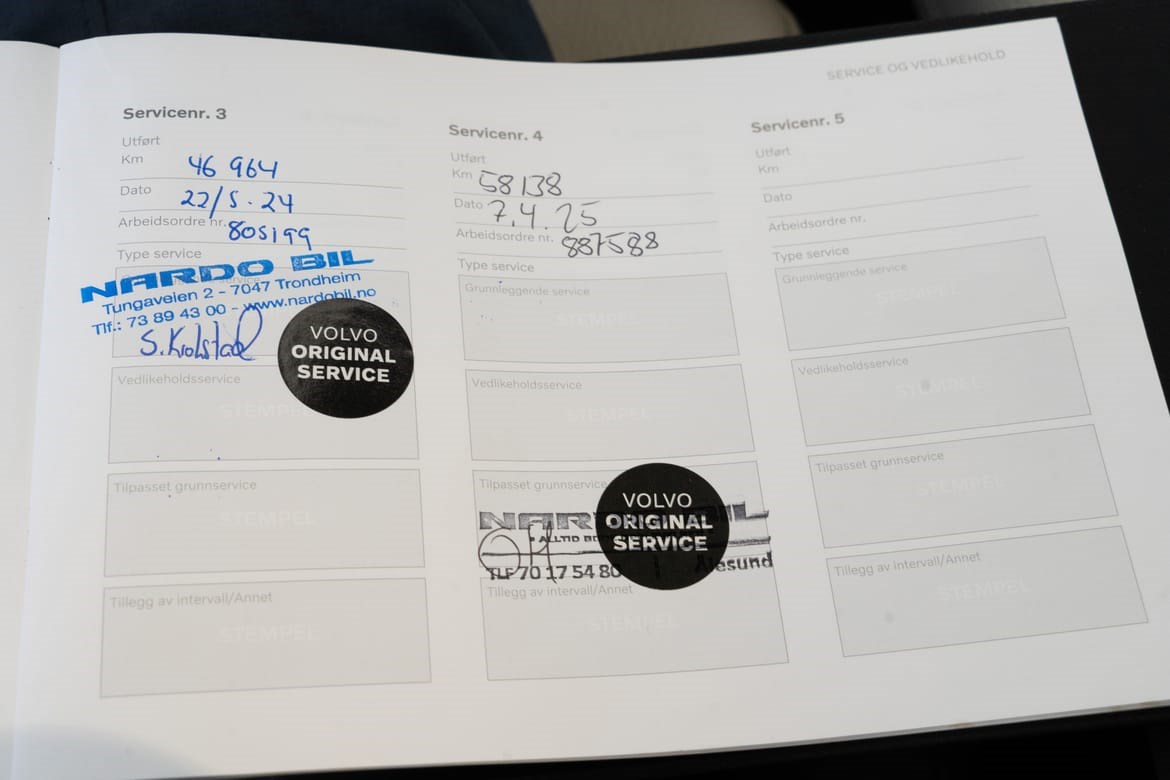 SERVICE OG VEDLIKEHOLD
Servicenr. 3
Utført
Km 46 964
Dato 22/5.24
Arbeidsordre nr. 805199
Type service
NARDO BIL
Tungaveien 2 - 7047 Trondheim
Tlf.: 73 89 43 00 - www.nardobil.no
VOLVO
ORIGINAL
SERVICE
Vedlikeholdsservice
STEMPEL
Tilpasset grunnservice
STEMPEL
Tillegg av intervall/Annet
STEMPEL
Servicenr. 4
Utført
Km 58138
Dato 7.4.25
Arbeidsordre nr. 887588
Type service
Grunnleggende service
STEMPEL
Vedlikeholdsservice
STEMPEL
Tilpasset grunnservice
VOLVO
ORIGINAL
SERVICE
ALLTID
TLF 70 17 54 80 Ålesund
Tillegg av intervall/Annet
STEMPEL
Servicenr. 5
Utført
Km
Dato
Arbeidsordre nr.
Type service
Grunnleggende service
STEMPEL
Vedlikeholdsservice
STEMPEL
Tilpasset grunnservice
STEMPEL
Tillegg av intervall/Annet
STEMPEL